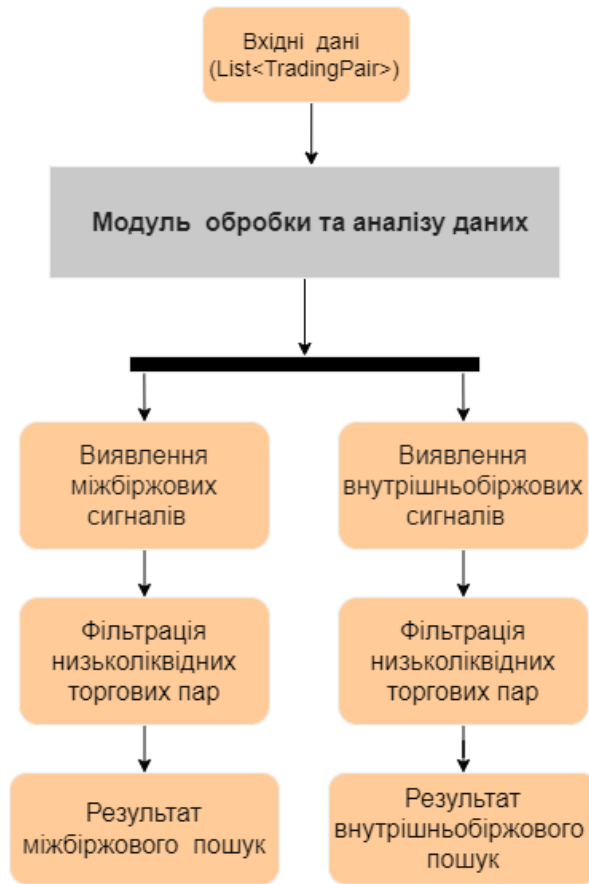 Вхідні дані
(List<TradingPair>)
Модуль обробки та аналізу даних
Виявлення
міжбіржових
сигналів
Виявлення
внутрішньобіржових
сигналів
Фільтрація
низьколіквідних
торгових пар
Фільтрація
низьколіквідних
торгових пар
Результат
міжбіржового пошук
Результат
внутрішньобіржового
пошук